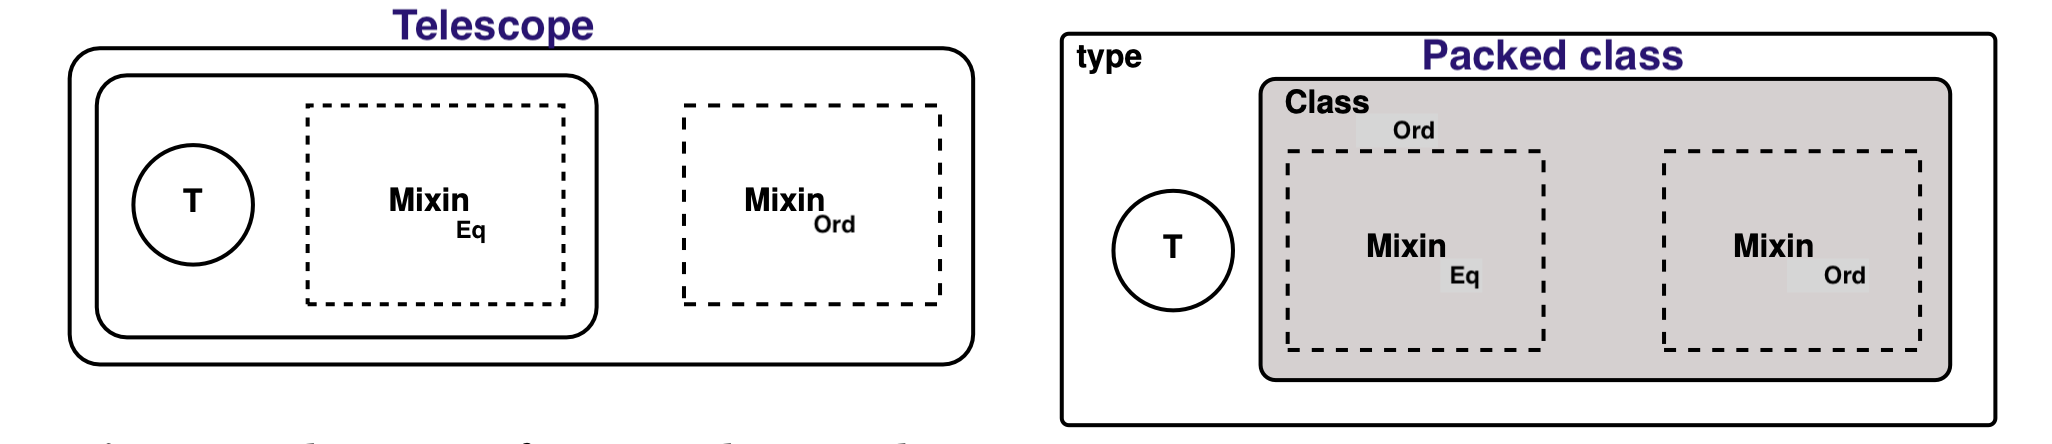 Telescope
T
Mixin
Eq
Mixin
Ord
type
Packed class
Class
Ord
T
Mixin
Eq
Mixin
Ord